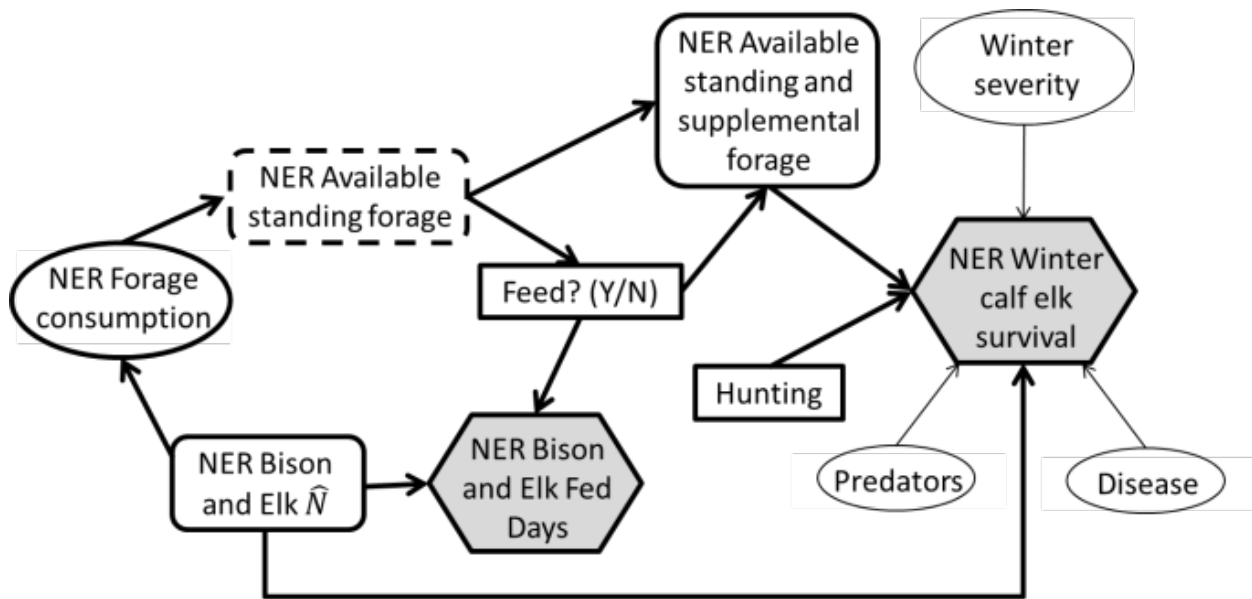 NER Available
standing and
supplemental
forage
Winter
severity
NER Available
standing forage
NER Forage
consumption
Feed? (Y/N)
NER Winter
calf elk
survival
Hunting
NER Bison
and Elk N̂
NER Bison
and Elk Fed
Days
Predators
Disease